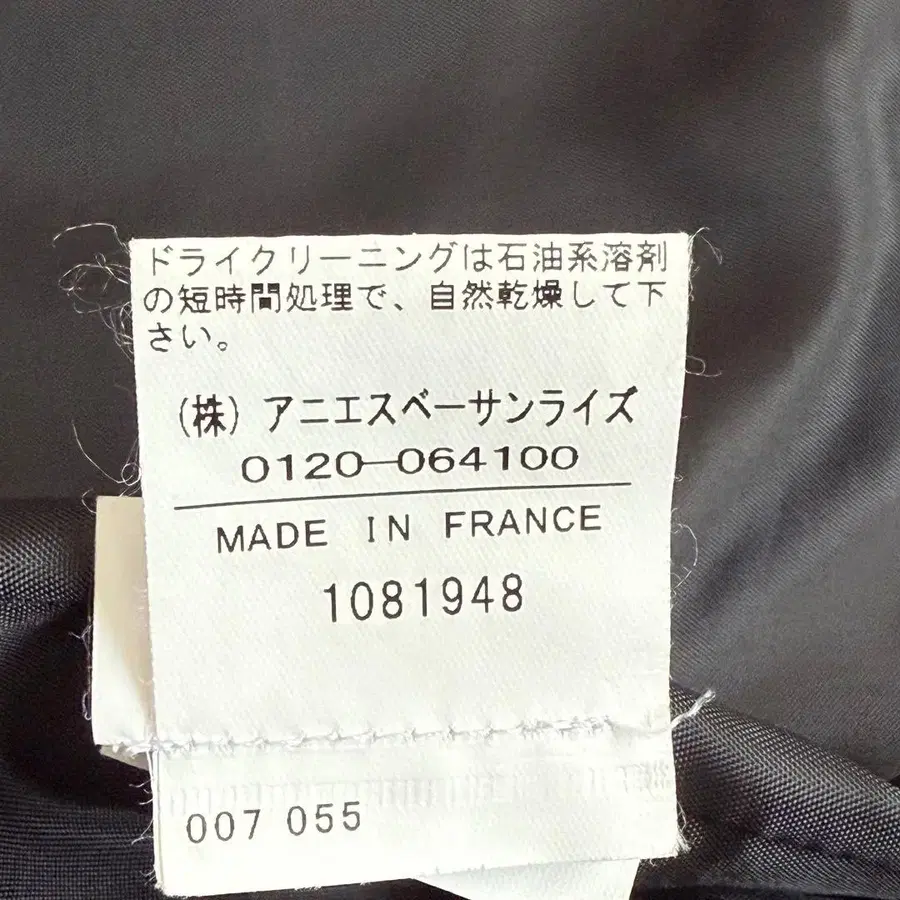 ドライクリーニングは石油系溶剤
の短時間処理で、自然乾燥して下
さい。
(株) アニエスベーサンライズ
0120-064100
MADE IN FRANCE
1081948
007 055